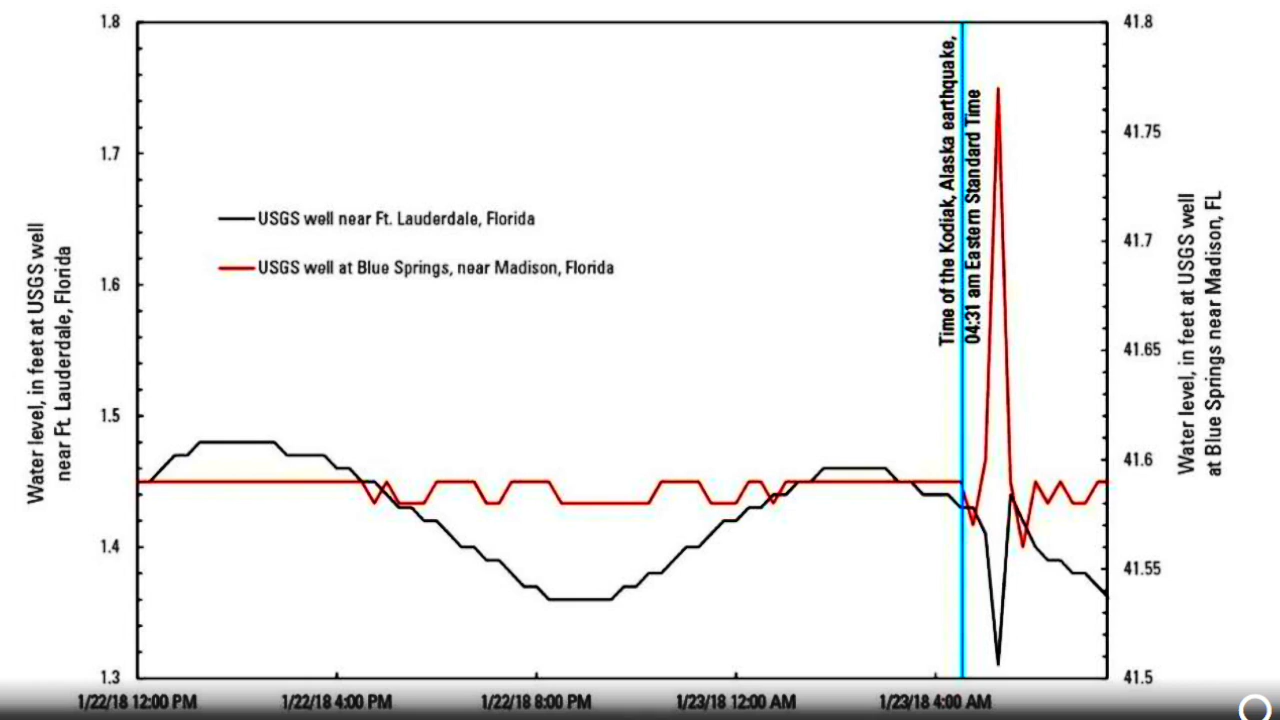 1.8
1.7
1.6
1.5
1.4
1.3
Water level, in feet at USGS well
near Ft. Lauderdale, Florida
USGS well near Ft. Lauderdale, Florida
USGS well at Blue Springs, near Madison, Florida
Time of the Kodiak, Alaska earthquake,
04:31 am Eastern Standard Time
41.8
41.75
41.7
41.65
41.6
41.55
41.5
Water level, in feet at USGS well
at Blue Springs near Madison, FL
1/22/18 12:00 PM
1/22/18 4:00 PM
1/22/18 8:00 PM
1/23/18 12:00 AM
1/23/18 4:00 AM